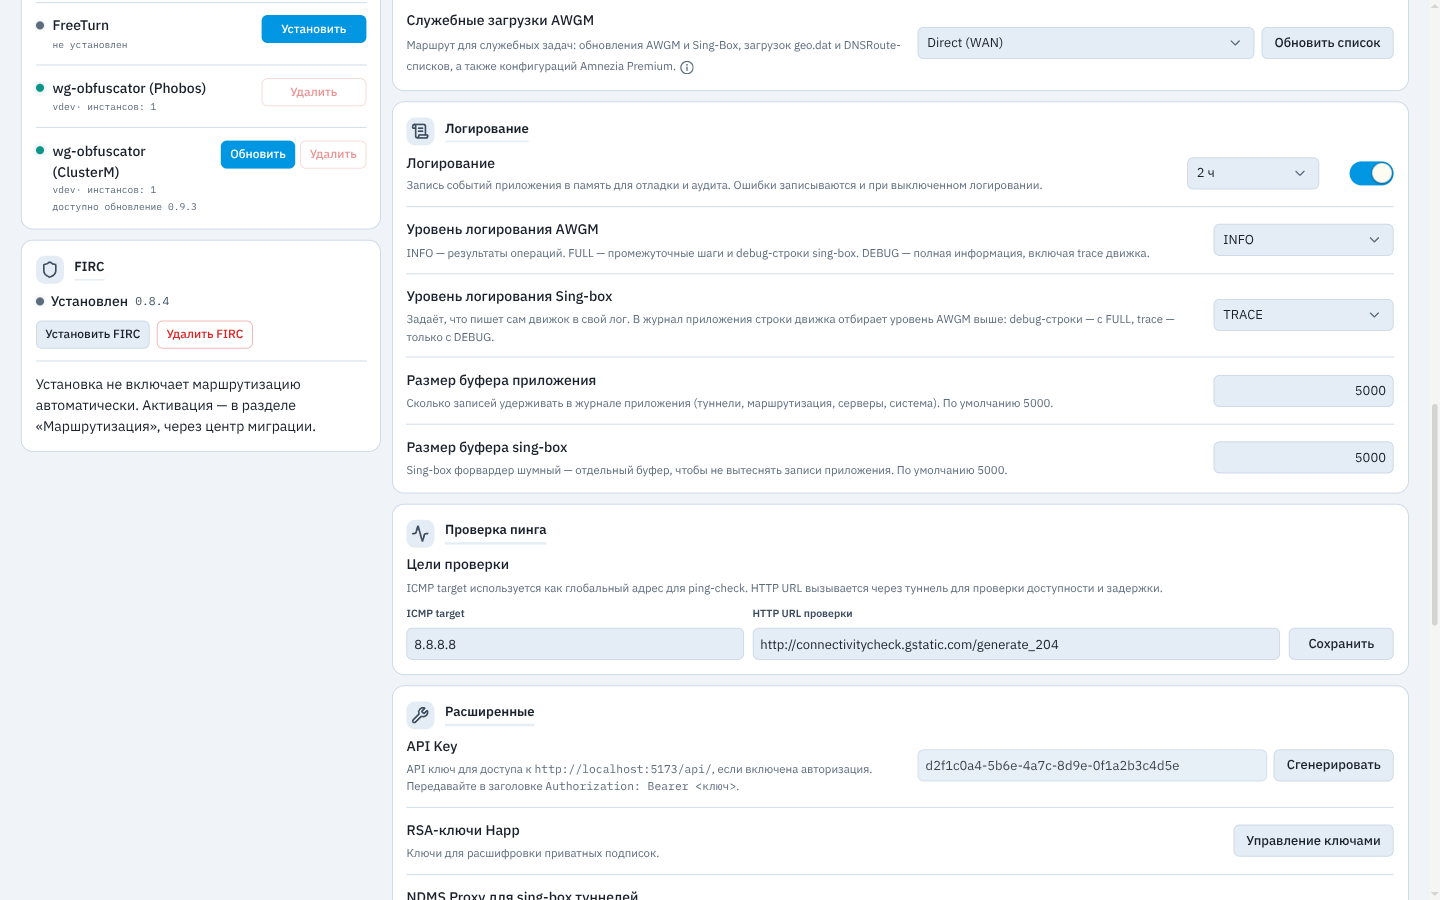 FreeTurn
Установить
не установлен
wg-obfuscator (Phobos)
Удалить
vdev· инстансов: 1
wg-obfuscator
(ClusterM)
Обновить
Удалить
vdev· инстансов: 1
доступно обновление 0.9.3
FIRC
Установлен 0.8.4
Установить FIRC
Удалить FIRC
Установка не включает маршрутизацию
автоматически. Активация — в разделе
«Маршрутизация», через центр миграции.
Служебные загрузки AWGM
Маршрут для служебных задач: обновления AWGM и Sing-Box, загрузок geo.dat и DNSRoute-
списков, а также конфигураций Amnezia Premium.
Direct (WAN)
Обновить список
Логирование
Логирование
Запись событий приложения в память для отладки и аудита. Ошибки записываются и при выключенном логировании.
2 ч
Уровень логирования AWGM
INFO — результаты операций. FULL — промежуточные шаги и debug-строки sing-box. DEBUG — полная информация, включая trace движка.
INFO
Уровень логирования Sing-box
Задаёт, что пишет сам движок в свой лог. В журнал приложения строки движка отбирает уровень AWGM выше: debug-строки — с FULL, trace —
только с DEBUG.
TRACE
Размер буфера приложения
Сколько записей удерживать в журнале приложения (туннели, маршрутизация, серверы, система). По умолчанию 5000.
5000
Размер буфера sing-box
Sing-box форвардер шумный — отдельный буфер, чтобы не вытеснять записи приложения. По умолчанию 5000.
5000
Проверка пинга
Цели проверки
ICMP target используется как глобальный адрес для ping-check. HTTP URL вызывается через туннель для проверки доступности и задержки.
ICMP target
HTTP URL проверки
8.8.8.8
http://connectivitycheck.gstatic.com/generate_204
Сохранить
Расширенные
API Key
API ключ для доступа к http://localhost:5173/api/, если включена авторизация.
Передавайте в заголовке Authorization: Bearer <ключ>.
d2f1c0a4-5b6e-4a7c-8d9e-0f1a2b3c4d5e
Сгенерировать
RSA-ключи Happ
Ключи для расшифровки приватных подписок.
Управление ключами
NDMS Proxy для sing-box туннелей